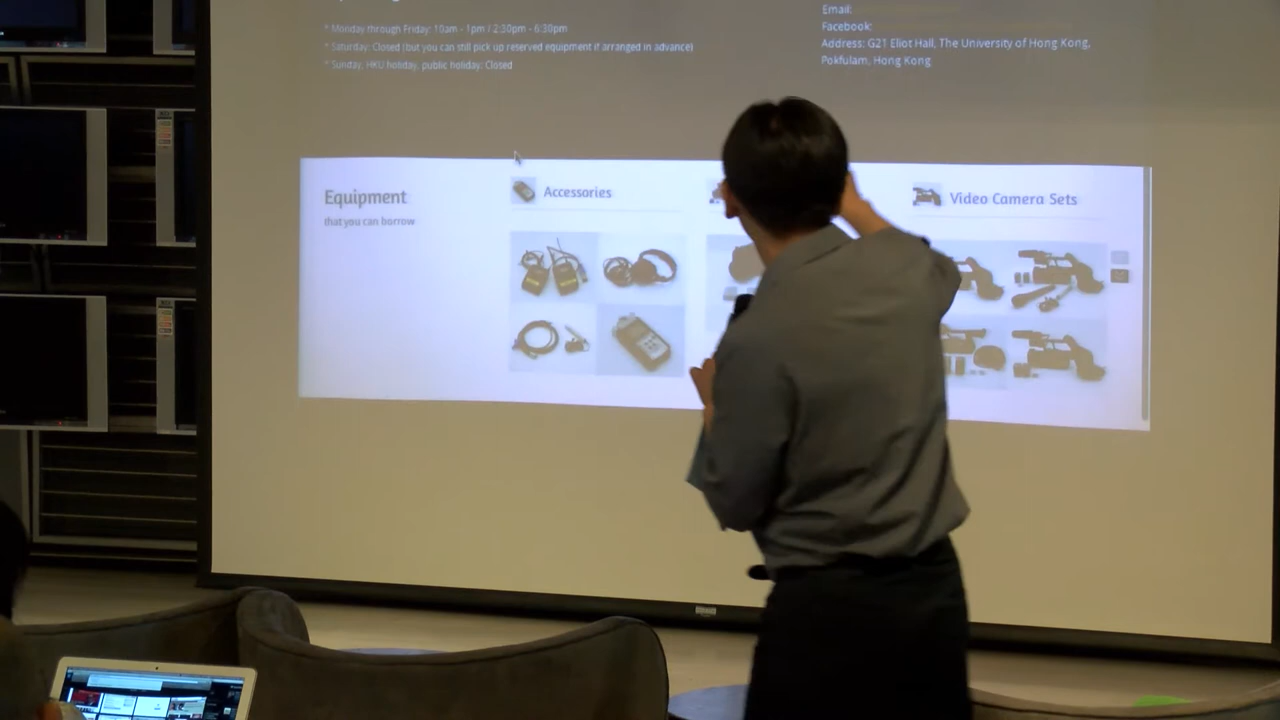 * Monday through Friday: 10am - 1pm / 2:30pm - 6:30pm
* Saturday: Closed (but you can still pick up reserved equipment if arranged in advance)
* Sunday, HKU holiday, public holiday: Closed
Email:
Facebook:
Address: G21 Eliot Hall, The University of Hong Kong,
Pokfulam, Hong Kong
Equipment
that you can borrow
Accessories
Video Camera Sets